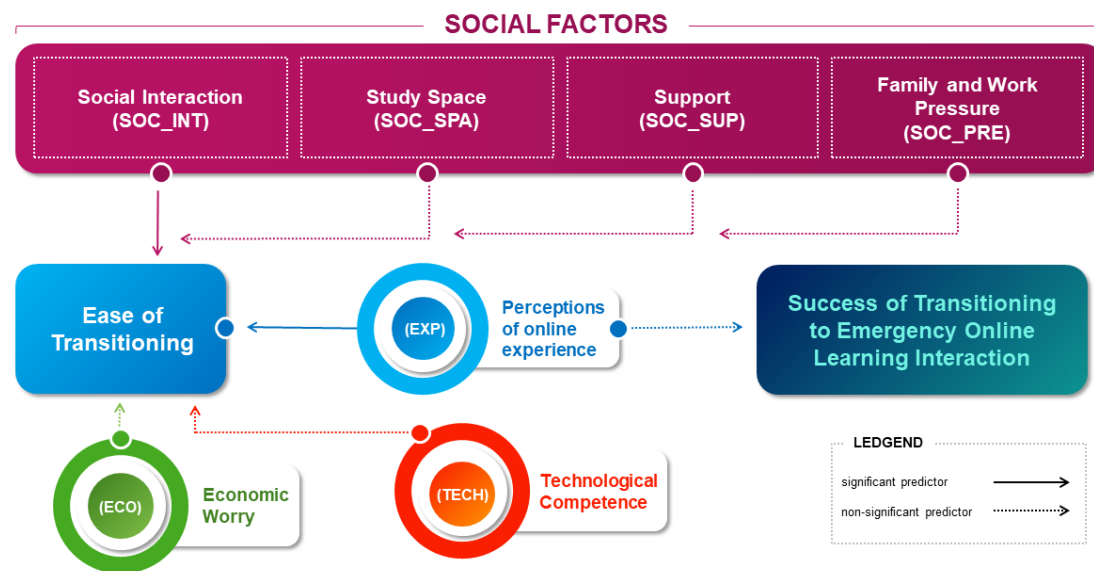 SOCIAL FACTORS
Social Interaction
(SOC_INT)
Study Space
(SOC_SPA)
Support
(SOC_SUP)
Family and Work
Pressure
(SOC_PRE)
Ease of
Transitioning
(EXP)
Perceptions
of online
experience
Success of Transitioning
to Emergency Online
Learning Interaction
(ECO)
Economic
Worry
(TECH)
Technological
Competence
LEDGEND
significant predictor
non-significant predictor